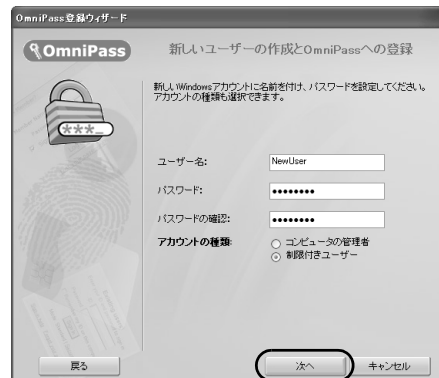 OmniPass登録ウィザード
OmniPass
新しいユーザーの作成とOmniPassへの登録
新しいWindowsアカウントに名前を付け、パスワードを設定してください。
アカウントの種類も選択できます。
***_
ユーザー名:
NewUser
パスワード:
••••••••
パスワードの確認:
••••••••
アカウントの種類:
コンピュータの管理者
制限付きユーザー
戻る
次へ
キャンセル